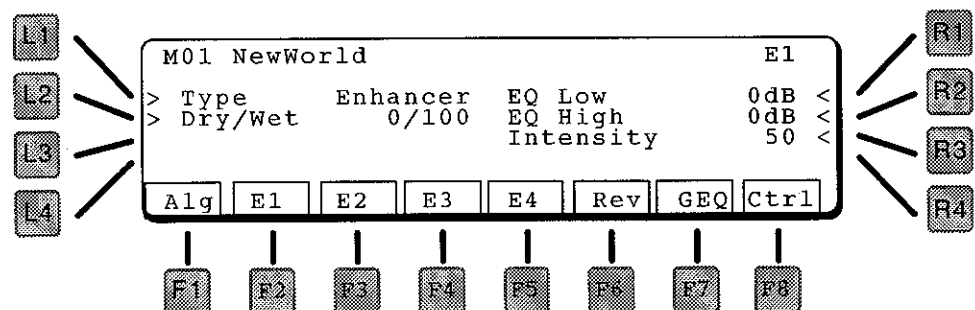 L1
L2
L3
L4
M01 NewWorld E1
> Type Enhancer EQ Low 0dB <
> Dry/Wet 0/100 EQ High 0dB <
Intensity 50 <
Alg E1 E2 E3 E4 Rev GEQ Ctrl
R1
R2
R3
R4
F1 F2 F3 F4 F5 F6 F7 F8